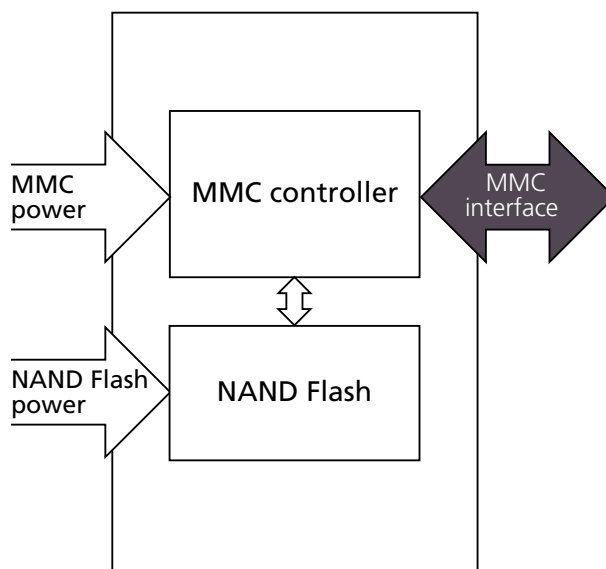 MMC
power
MMC controller
MMC
interface
NAND Flash
power
NAND Flash